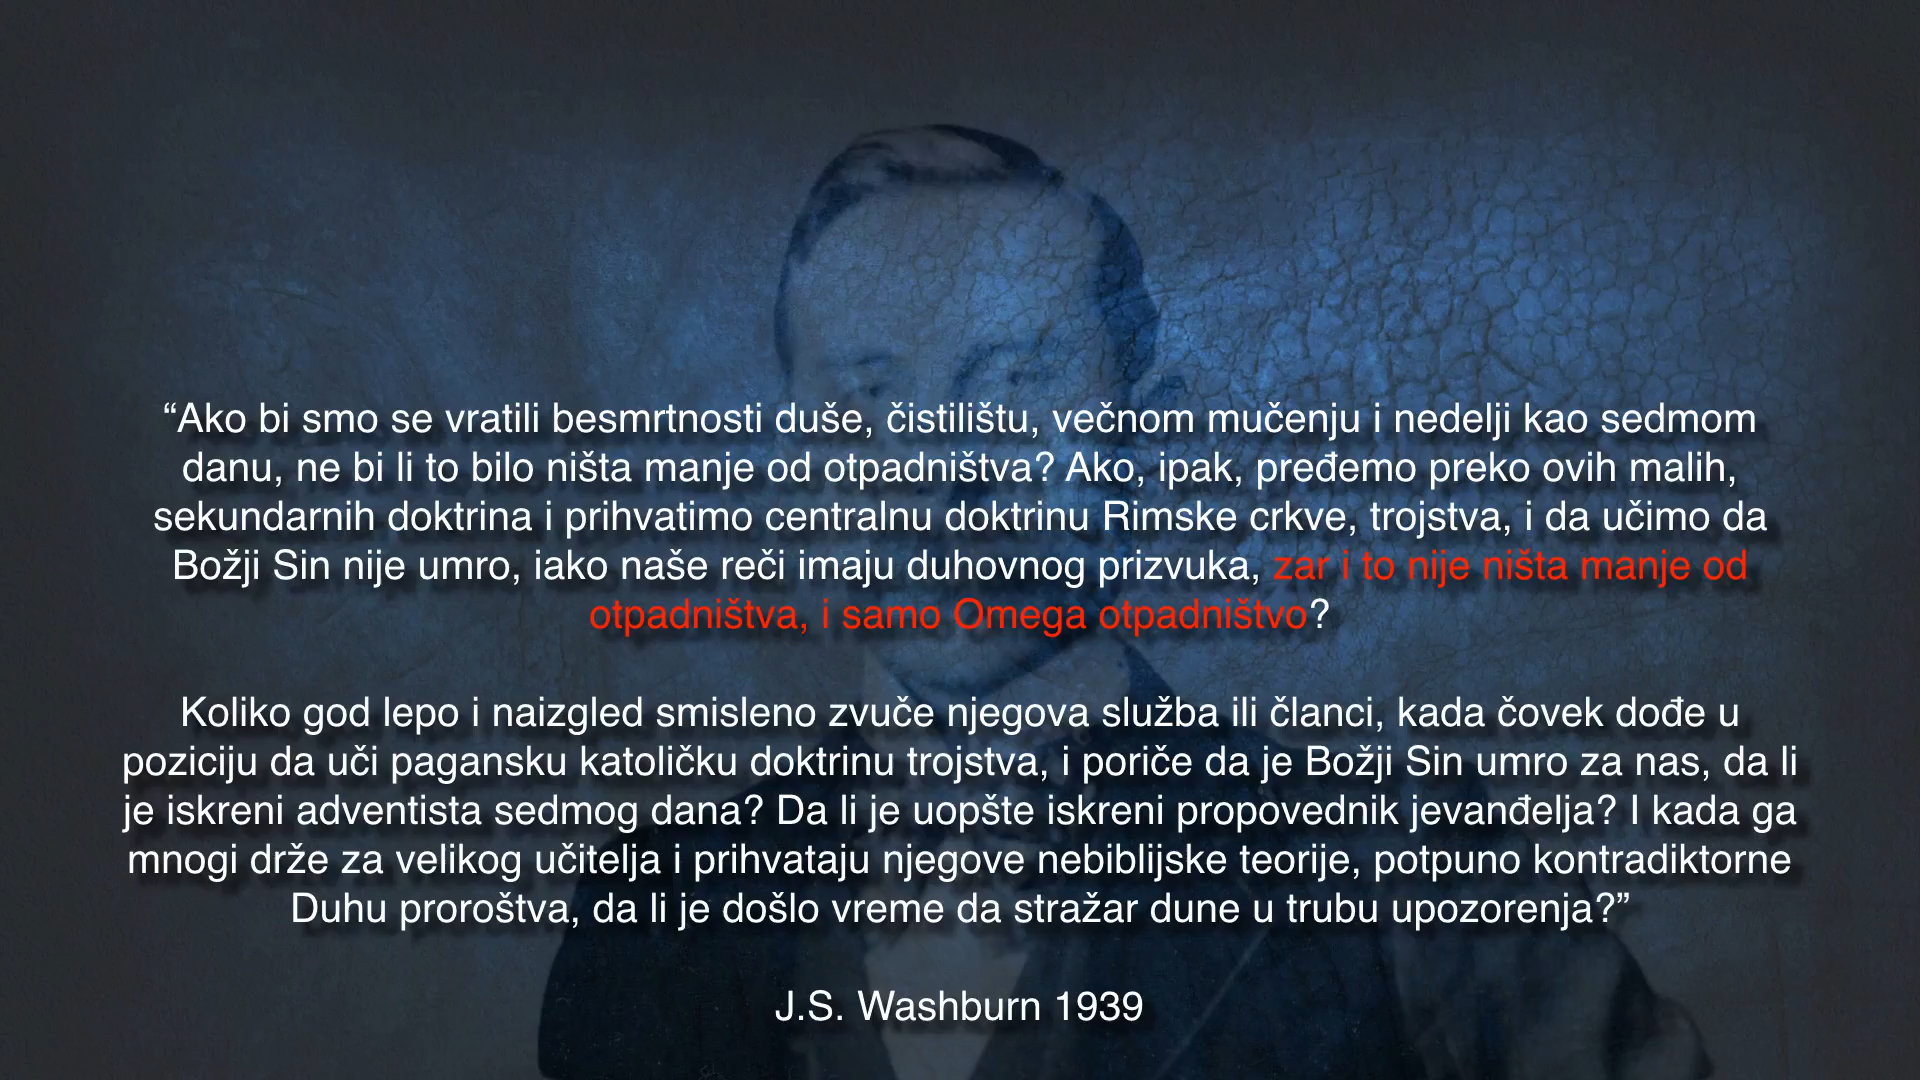 “Ako bi smo se vratili besmrtnosti duše, čistilištu, večnom mučenju i nedelji kao sedmom
danu, ne bi li to bilo ništa manje od otpadništva? Ako, ipak, pređemo preko ovih malih,
sekundarnih doktrina i prihvatimo centralnu doktrinu Rimske crkve, trojstva, i da učimo da
Božji Sin nije umro, iako naše reči imaju duhovnog prizvuka, zar i to nije ništa manje od
otpadništva, i samo Omega otpadništvo?
Koliko god lepo i naizgled smisleno zvuče njegova služba ili članci, kada čovek dođe u
poziciju da uči pagansku katoličku doktrinu trojstva, i poriče da je Božji Sin umro za nas, da li
je iskreni adventista sedmog dana? Da li je uopšte iskreni propovednik jevanđelja? I kada ga
mnogi drže za velikog učitelja i prihvataju njegove nebiblijske teorije, potpuno kontradiktorne
Duhu proroštva, da li je došlo vreme da stražar dune u trubu upozorenja?”
J.S. Washburn 1939